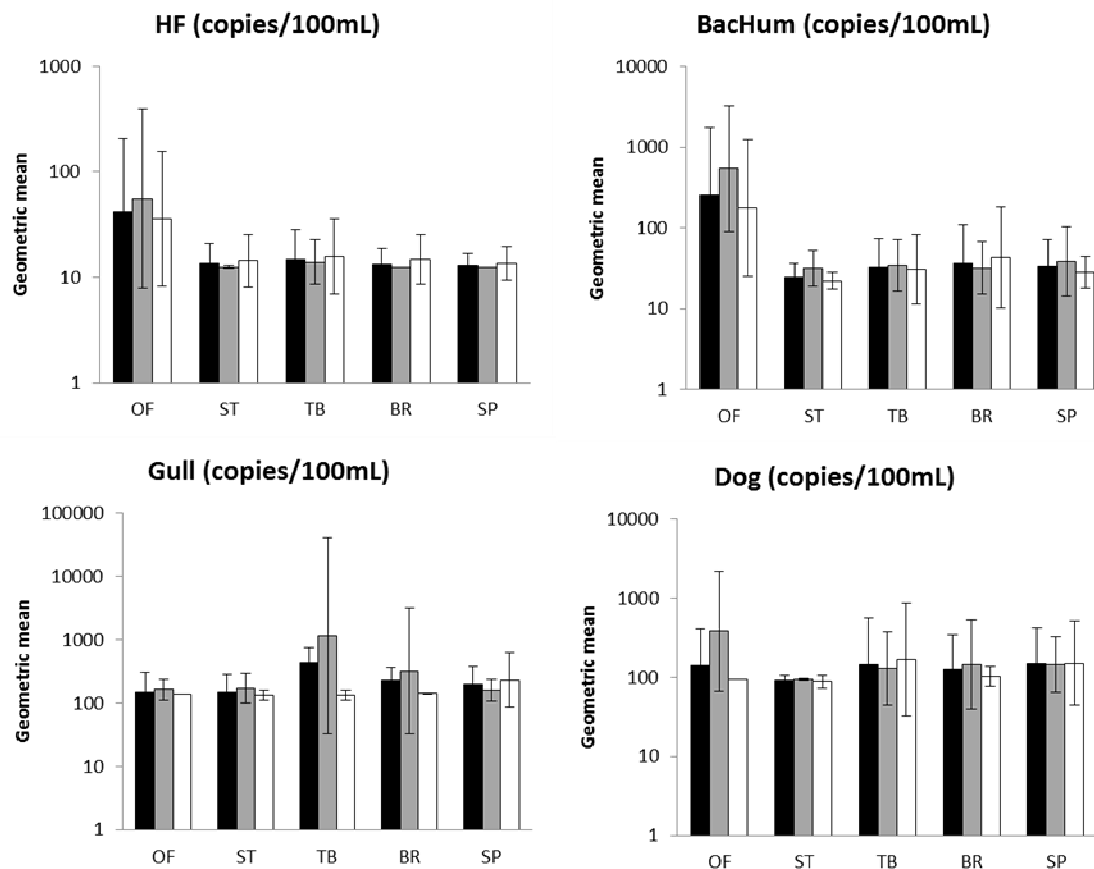 HF (copies/100mL)
Geometric mean
1000
100
10
1
OF ST TB BR SP
BacHum (copies/100mL)
Geometric mean
10000
1000
100
10
1
OF ST TB BR SP
Gull (copies/100mL)
Geometric mean
100000
10000
1000
100
10
1
OF ST TB BR SP
Dog (copies/100mL)
Geometric mean
10000
1000
100
10
1
OF ST TB BR SP